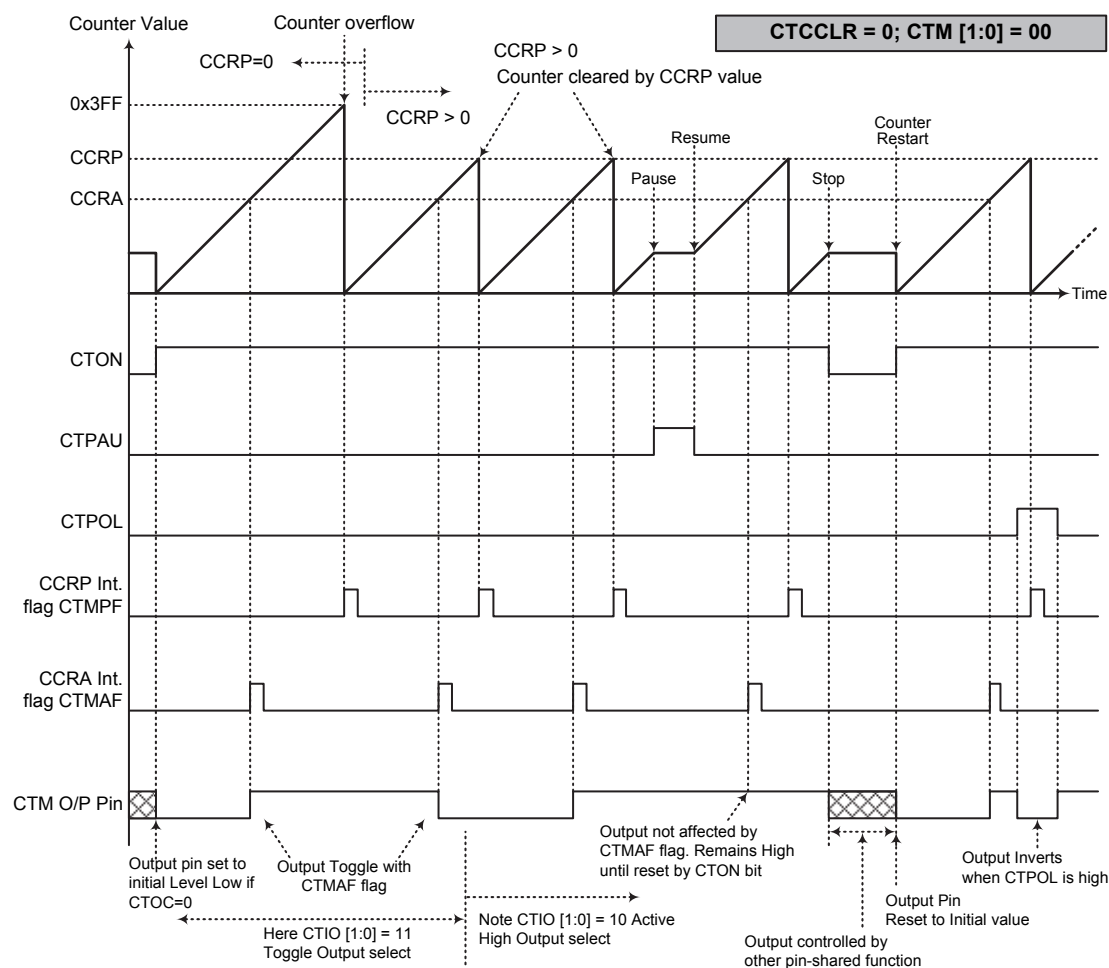 Counter Value
Counter overflow
CTCCLR = 0; CTM [1:0] = 00
CCRP=0
CCRP > 0
CCRP > 0
Counter cleared by CCRP value
0x3FF
CCRP
CCRA
Pause
Resume
Stop
Counter
Restart
Time
CTON
CTPAU
CTPOL
CCRP Int.
flag CTMPF
CCRA Int.
flag CTMAF
CTM O/P Pin
Output pin set to
initial Level Low if
CTOC=0
Output Toggle with
CTMAF flag
Here CTIO [1:0] = 11
Toggle Output select
Note CTIO [1:0] = 10 Active
High Output select
Output not affected by
CTMAF flag. Remains High
until reset by CTON bit
Output controlled by
other pin-shared function
Output Pin
Reset to Initial value
Output Inverts
when CTPOL is high